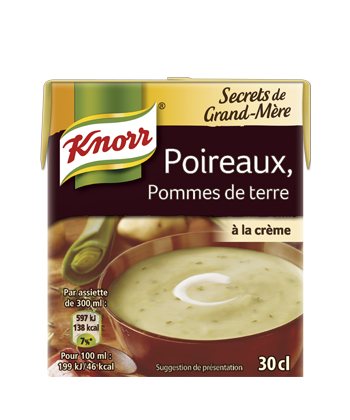 Secrets de
Grand-Mère
Knorr®
Poireaux,
Pommes de terre
à la crème
Par assiette
de 300 ml :
597 kJ
138 kcal
7%*
Pour 100 ml :
199 kJ/46 kcal
Suggestion de présentation
30 cl